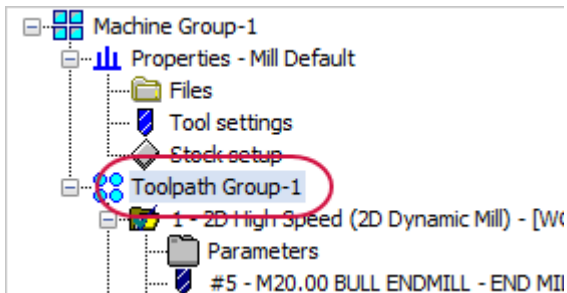 Machine Group-1
Properties - Mill Default
Files
Tool settings
Stock setup
Toolpath Group-1
1 - 2D High Speed (2D Dynamic Mill) - [WC
Parameters
#5 - M20.00 BULL ENDMILL - END MIL